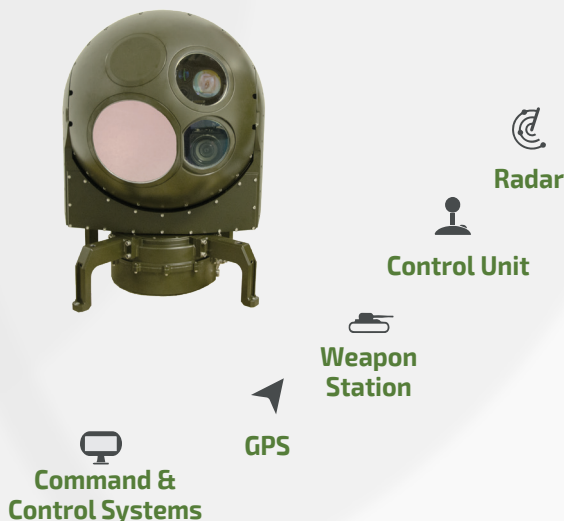 Radar
Control Unit
Weapon
Station
GPS
Command &
Control Systems